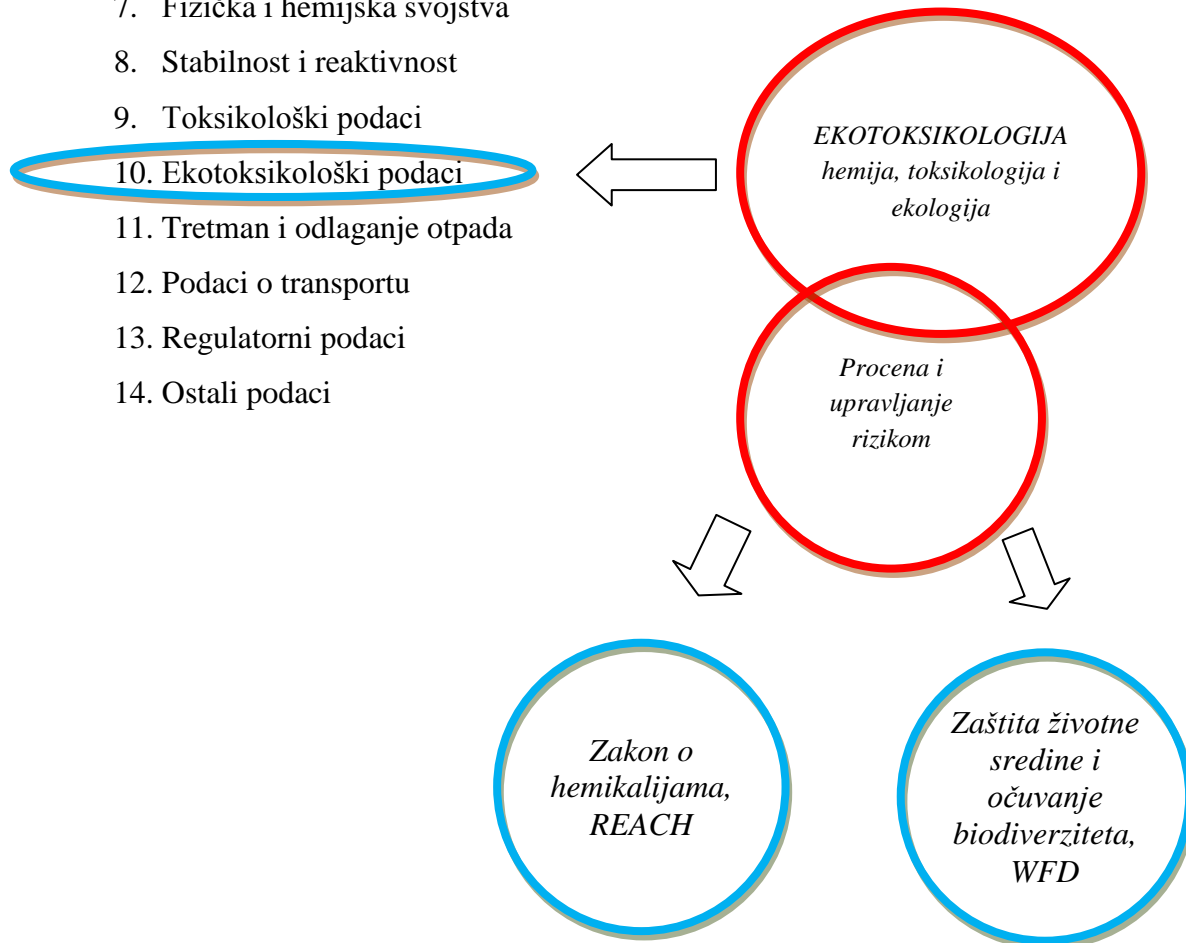 7. Fizička i hemijska svojstva
8. Stabilnost i reaktivnost
9. Toksikološki podaci
10. Ekotoksikološki podaci
11. Tretman i odlaganje otpada
12. Podaci o transportu
13. Regulatorni podaci
14. Ostali podaci
EKOTOKSIKOLOGIJA
hemija, toksikologija i
ekologija
Procena i
upravljanje
rizikom
Zakon o
hemikalijama,
REACH
Zaštita životne
sredine i
očuvanje
biodiverziteta,
WFD